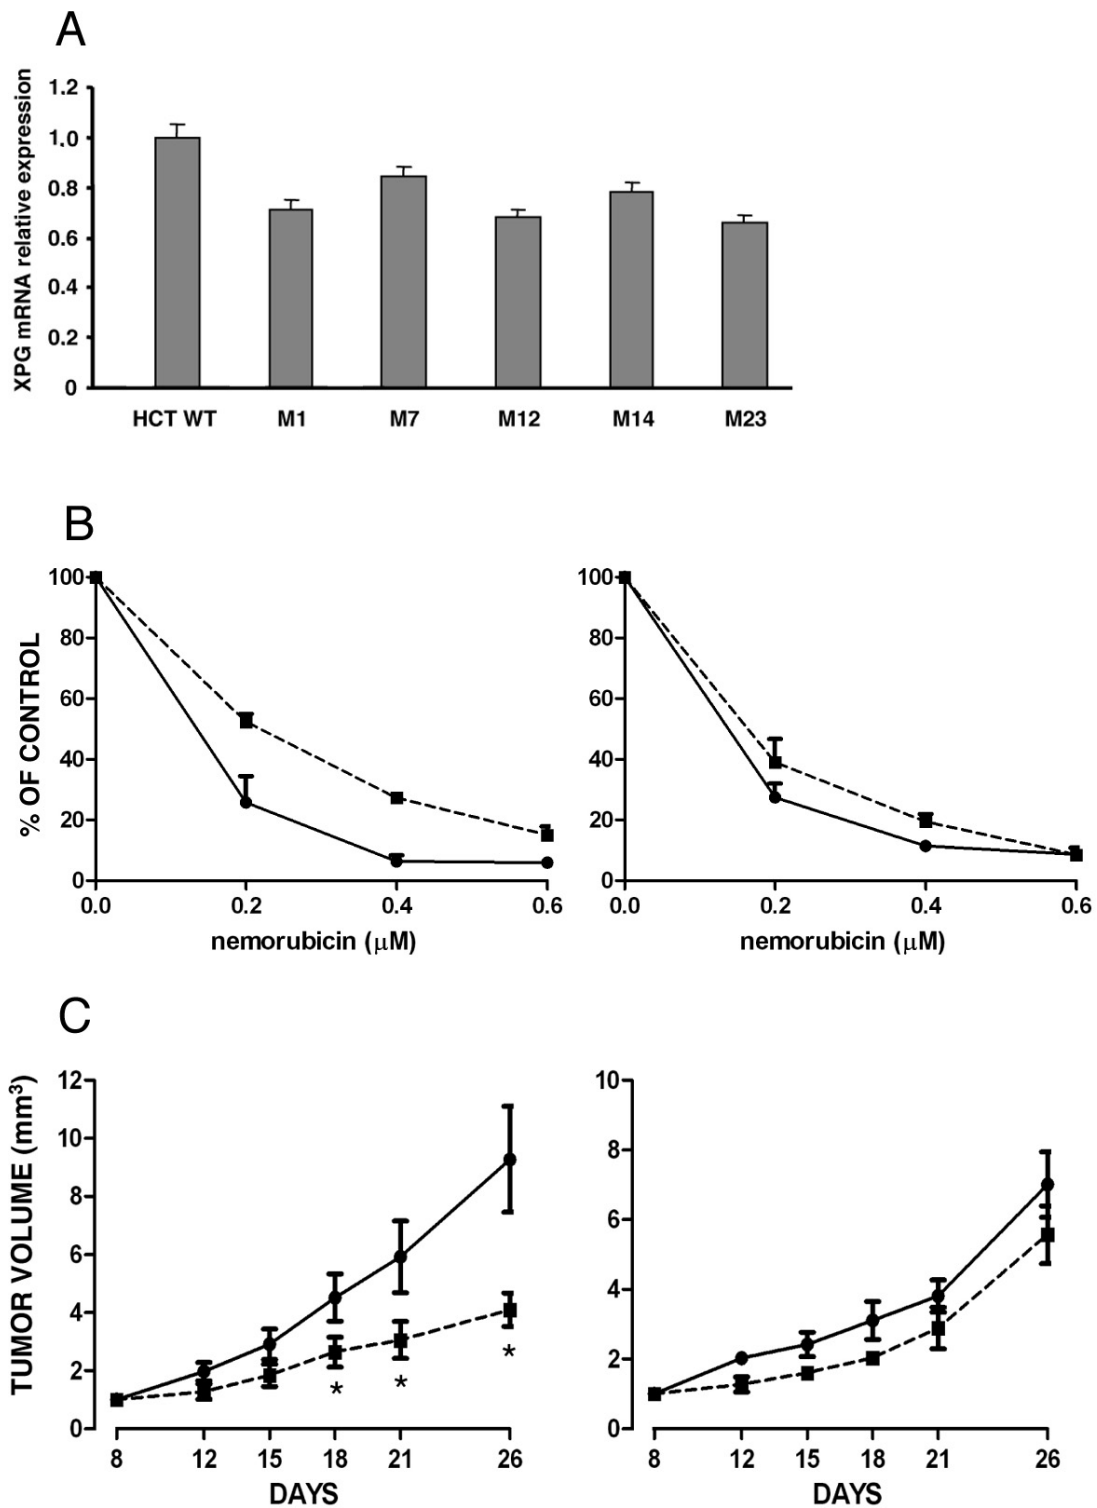 A
XPG mRNA relative expression
1.2
1.0
0.8
0.6
0.4
0.2
0
HCT WT M1 M7 M12 M14 M23
B
% OF CONTROL
100
80
60
40
20
0
0.0 0.2 0.4 0.6
nemorubicin (μM)
100
80
60
40
20
0
0.0 0.2 0.4 0.6
nemorubicin (μM)
C
TUMOR VOLUME (mm³)
12
10
8
6
4
2
0
* * *
8 12 15 18 21 26
DAYS
10
8
6
4
2
0
8 12 15 18 21 26
DAYS